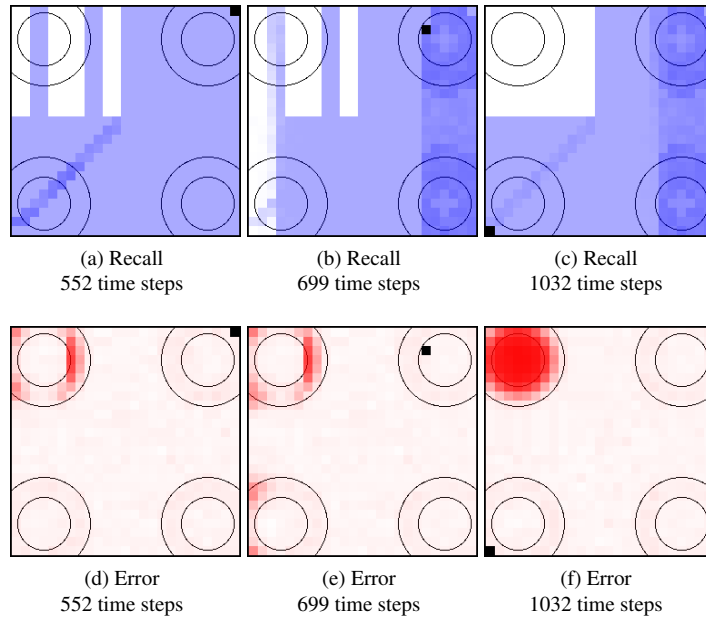 (a) Recall
552 time steps
(b) Recall
699 time steps
(c) Recall
1032 time steps
(d) Error
552 time steps
(e) Error
699 time steps
(f) Error
1032 time steps